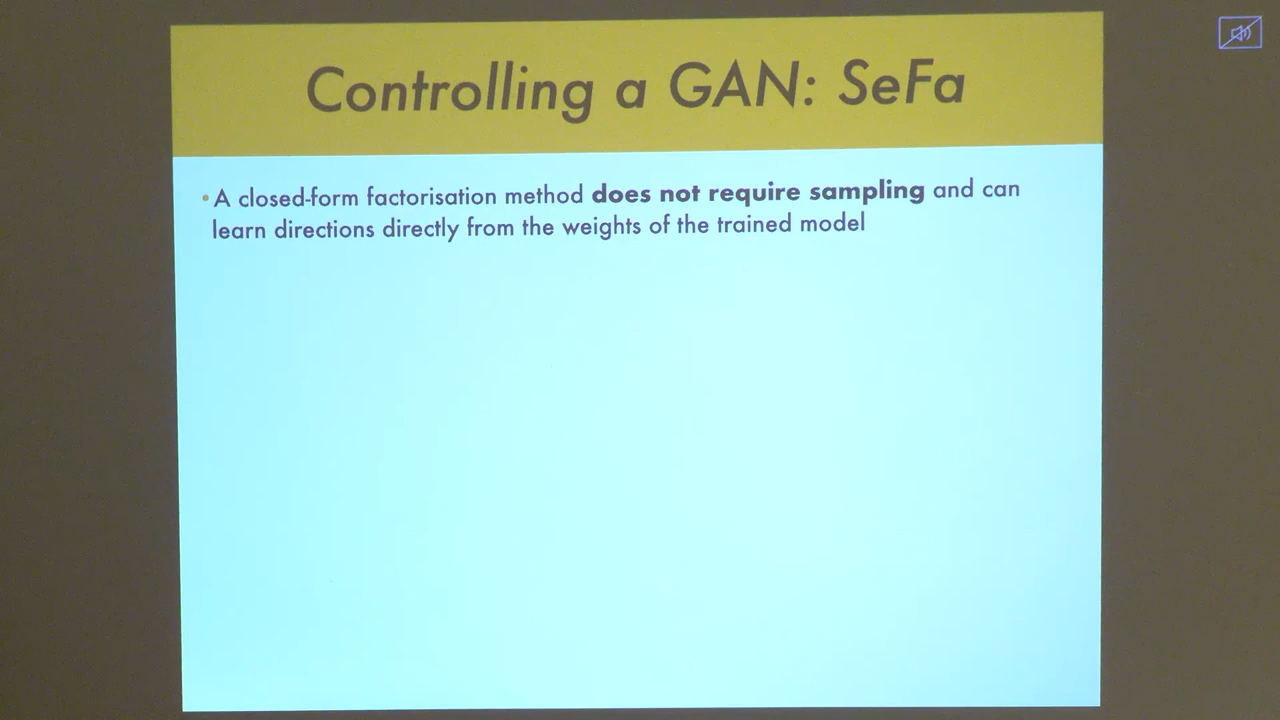 Controlling a GAN: SeFa
• A closed-form factorisation method does not require sampling and can
learn directions directly from the weights of the trained model